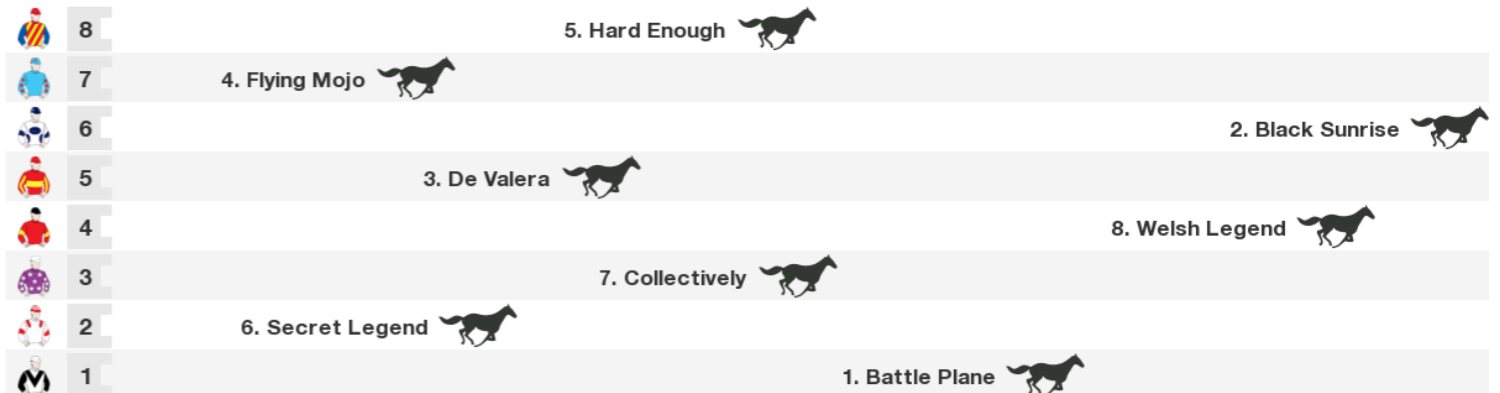 8 5. Hard Enough
7 4. Flying Mojo
6 2. Black Sunrise
5 3. De Valera
4 8. Welsh Legend
3 7. Collectively
2 6. Secret Legend
1 1. Battle Plane